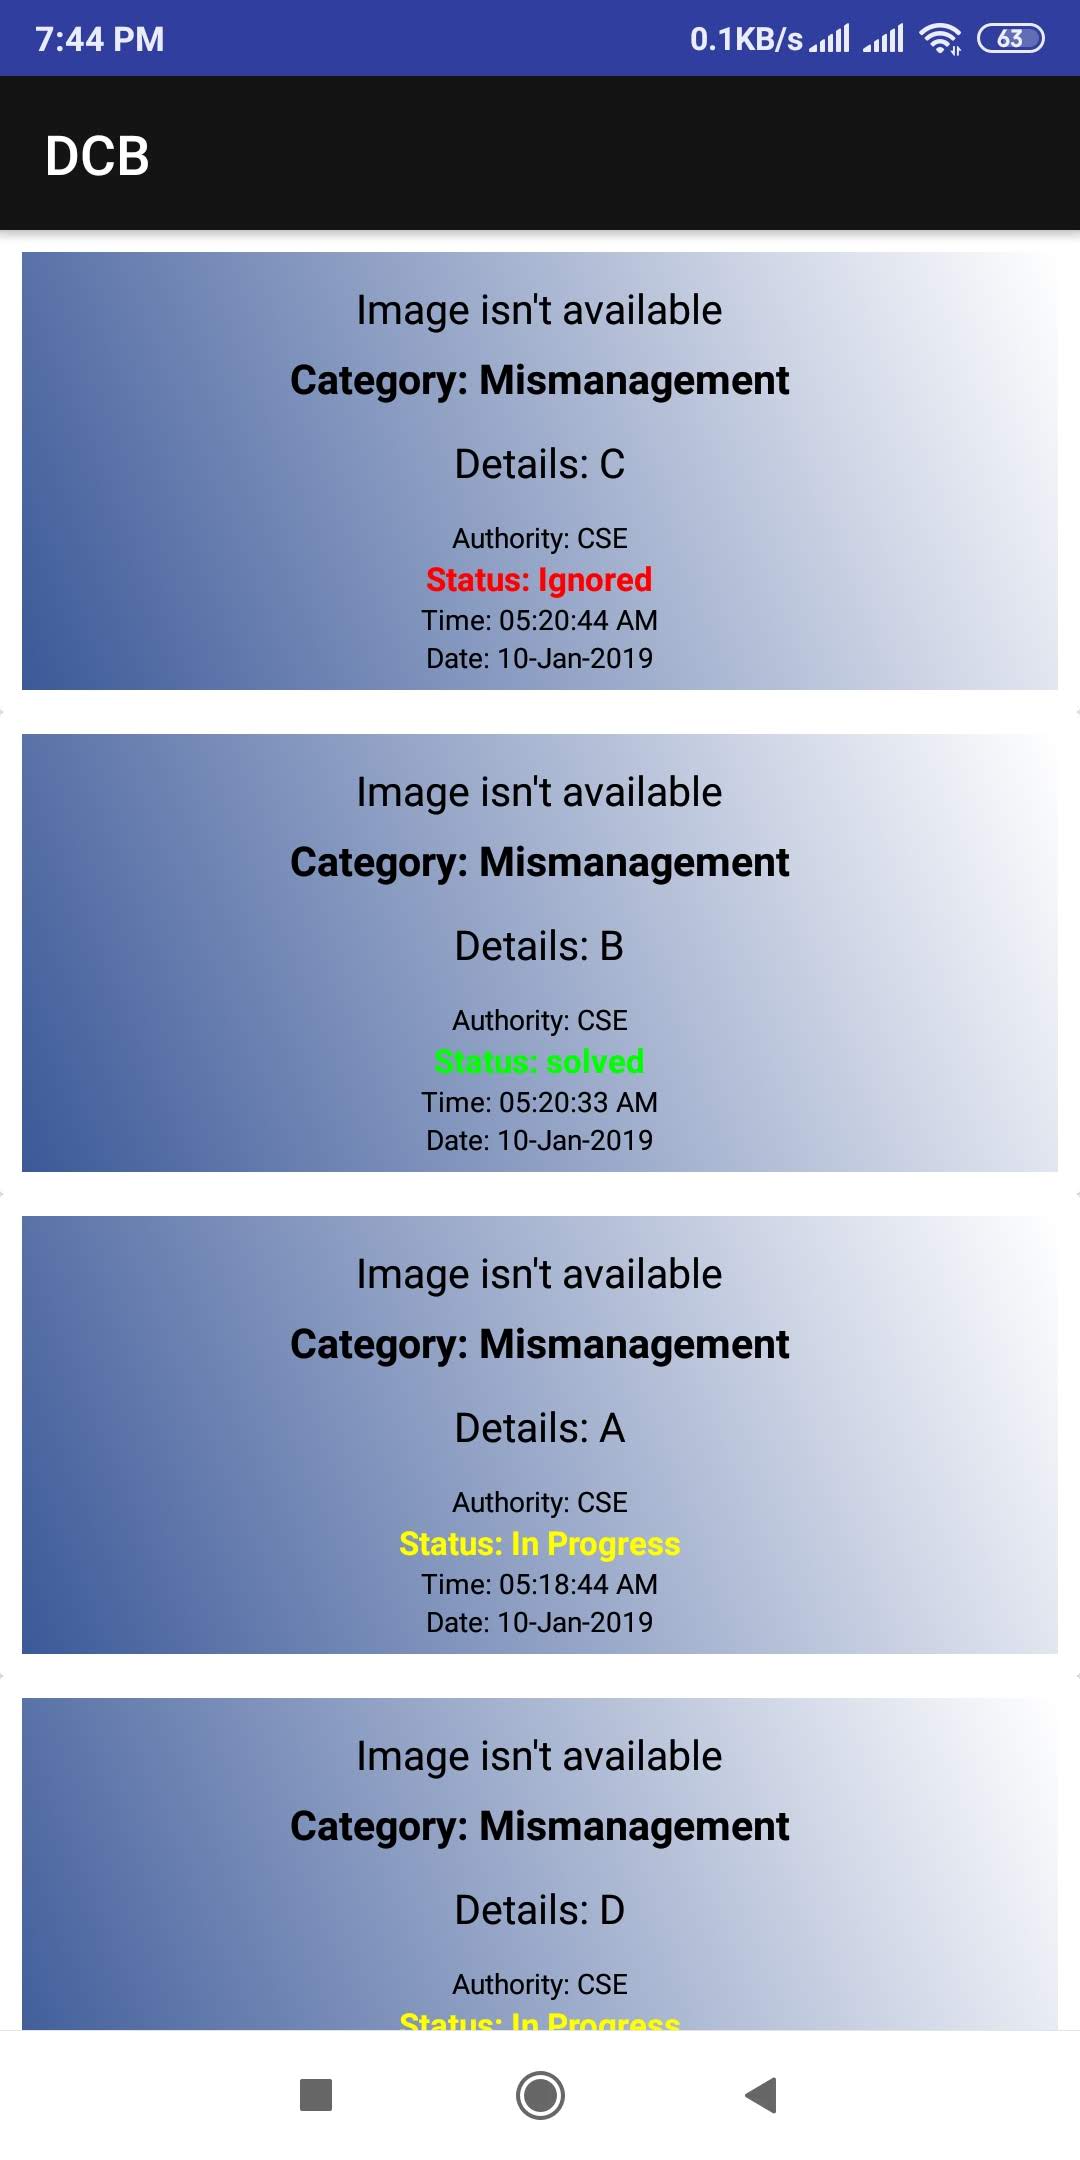 7:44 PM 0.1KB/s 63
DCB
Image isn't available
Category: Mismanagement
Details: C
Authority: CSE
Status: Ignored
Time: 05:20:44 AM
Date: 10-Jan-2019
Image isn't available
Category: Mismanagement
Details: B
Authority: CSE
Status: solved
Time: 05:20:33 AM
Date: 10-Jan-2019
Image isn't available
Category: Mismanagement
Details: A
Authority: CSE
Status: In Progress
Time: 05:18:44 AM
Date: 10-Jan-2019
Image isn't available
Category: Mismanagement
Details: D
Authority: CSE
Status: In Progress